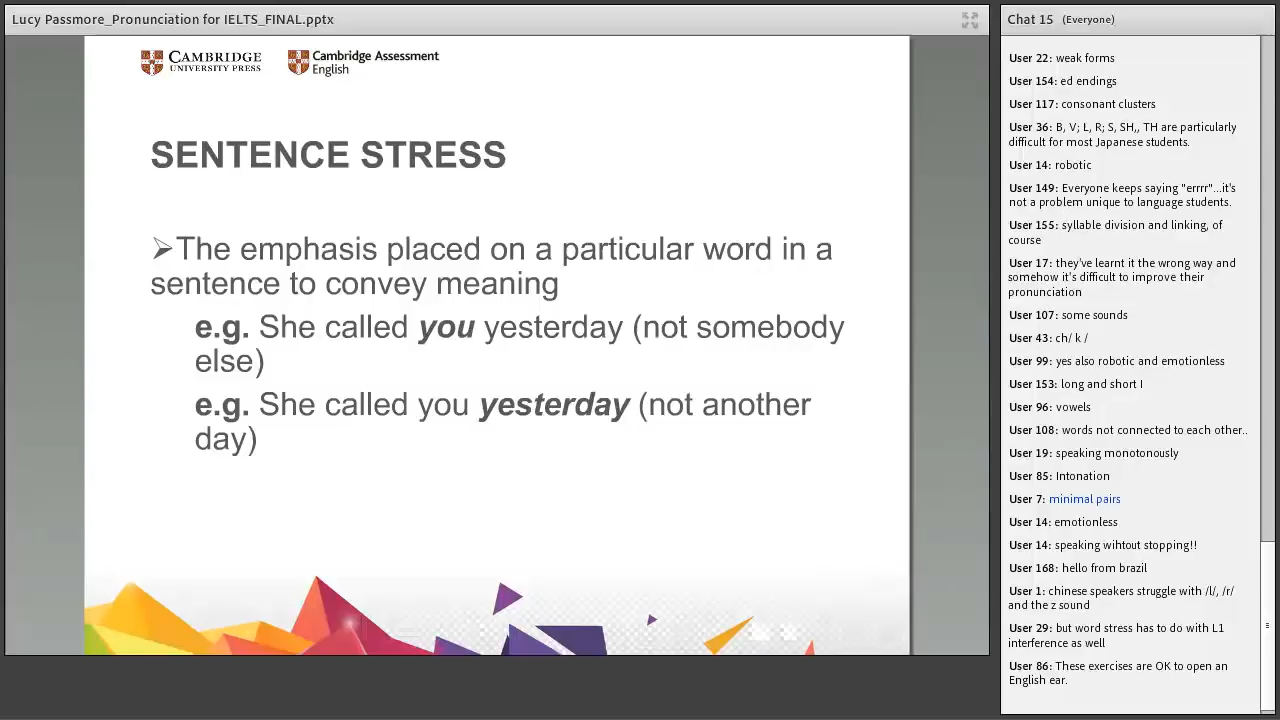 Lucy Passmore_Pronunciation for IELTS_FINAL.pptx
CAMBRIDGE
UNIVERSITY PRESS
Cambridge Assessment
English
SENTENCE STRESS
➢The emphasis placed on a particular word in a
sentence to convey meaning
e.g. She called you yesterday (not somebody
else)
e.g. She called you yesterday (not another
day)
Chat 15 (Everyone)
User 22: weak forms
User 154: ed endings
User 117: consonant clusters
User 36: B, V; L, R; S, SH,, TH are particularly
difficult for most Japanese students.
User 14: robotic
User 149: Everyone keeps saying "errrr"...it's
not a problem unique to language students.
User 155: syllable division and linking, of
course
User 17: they've learnt it the wrong way and
somehow it's difficult to improve their
pronunciation
User 107: some sounds
User 43: ch/ k /
User 99: yes also robotic and emotionless
User 153: long and short I
User 96: vowels
User 108: words not connected to each other..
User 19: speaking monotonously
User 85: Intonation
User 7: minimal pairs
User 14: emotionless
User 14: speaking wihtout stopping!!
User 168: hello from brazil
User 1: chinese speakers struggle with /l/, /r/
and the z sound
User 29: but word stress has to do with L1
interference as well
User 86: These exercises are OK to open an
English ear.